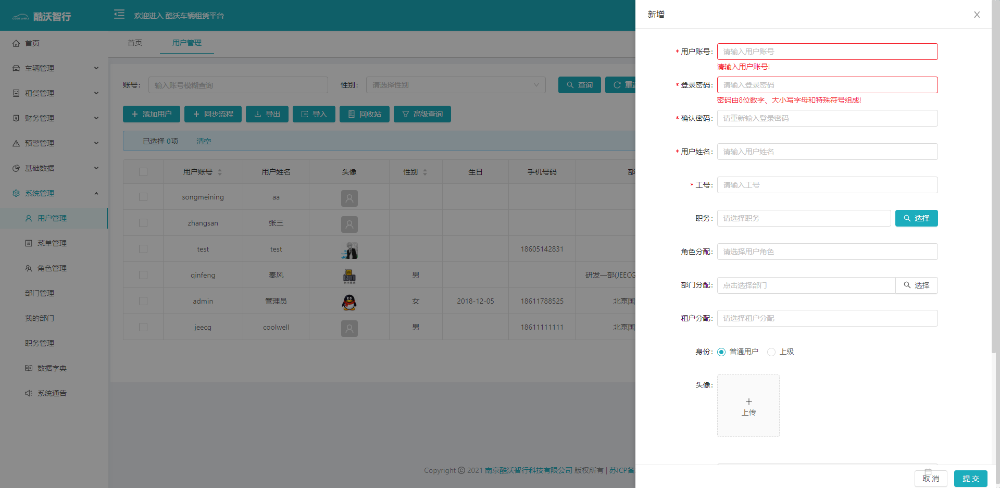 COOLWELL 酷沃智行
欢迎进入 酷沃车辆租赁平台
首页
车辆管理
租赁管理
财务管理
预警管理
基础数据
系统管理
用户管理
菜单管理
角色管理
部门管理
我的部门
职务管理
数据字典
系统通告
首页 用户管理
账号: 输入账号模糊查询 性别: 请选择性别 查询
添加用户 同步流程 导出 导入 回收站 高级查询
已选择 0项 清空
用户账号 用户姓名 头像 性别 生日 手机号码 部
songmeining aa
zhangsan 张三
test test 18605142831
qinfeng 秦风 男 研发一部(JEECG
admin 管理员 女 2018-12-05 18611788525 北京国
jeecg coolwell 男 18611111111 北京国
Copyright © 2021 南京酷沃智行科技有限公司 版权所有 | 苏ICP备
新增
* 用户账号: 请输入用户账号
请输入用户账号!
* 登录密码: 请输入登录密码
密码由8位数字、大小写字母和特殊符号组成!
* 确认密码: 请重新输入登录密码
* 用户姓名: 请输入用户姓名
* 工号: 请输入工号
职务: 请选择职务 选择
角色分配: 请选择用户角色
部门分配: 点击选择部门 选择
租户分配: 请选择租户分配
身份: 普通用户 上级
头像:
上传
取 消 提 交